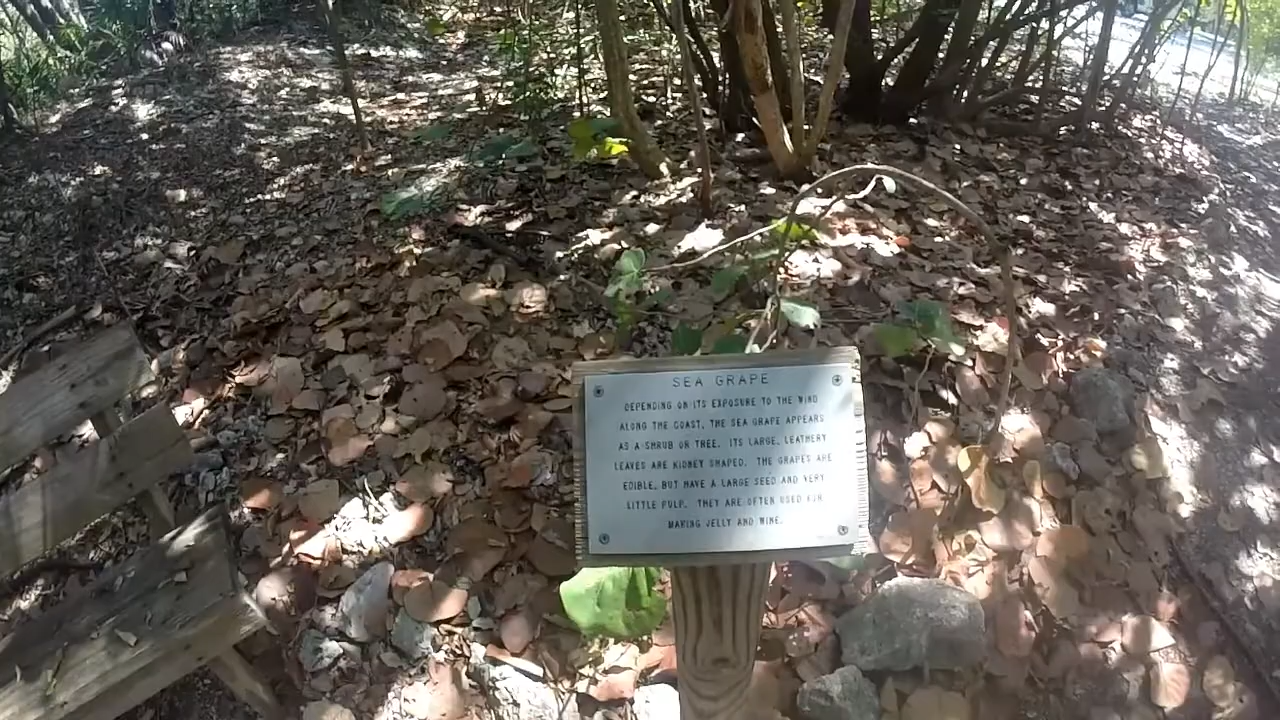 SEA GRAPE
DEPENDING ON ITS EXPOSURE TO THE WIND
ALONG THE COAST, THE SEA GRAPE APPEARS
AS A SHRUB OR TREE. ITS LARGE, LEATHERY
LEAVES ARE KIDNEY SHAPED. THE GRAPES ARE
EDIBLE, BUT HAVE A LARGE SEED AND VERY
LITTLE PULP. THEY ARE OFTEN USED FOR
MAKING JELLY AND WINE.